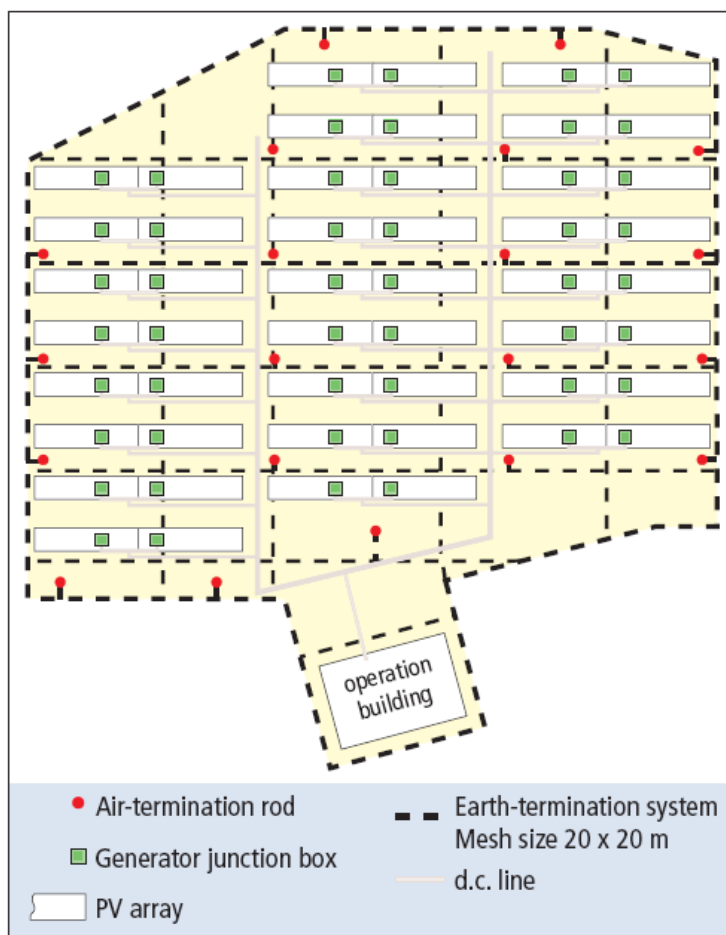 operation
building
Air-termination rod
Generator junction box
PV array
Earth-termination system
Mesh size 20 x 20 m
d.c. line